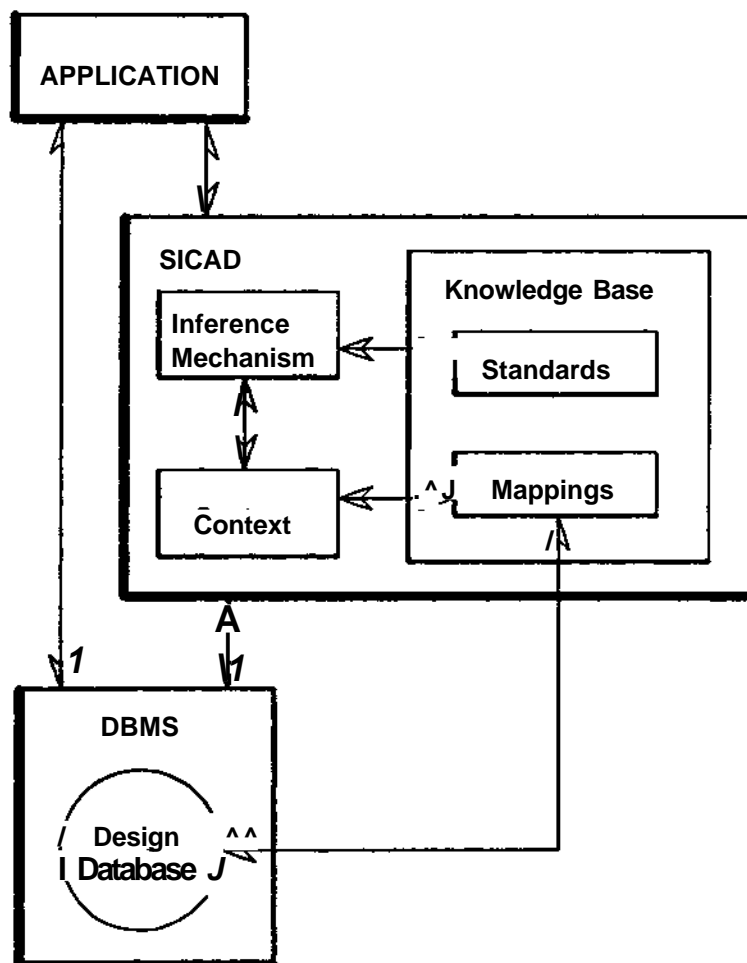 APPLICATION
SICAD
Knowledge Base
Inference
Mechanism
Standards
Mappings
Context
DBMS
Design
Database